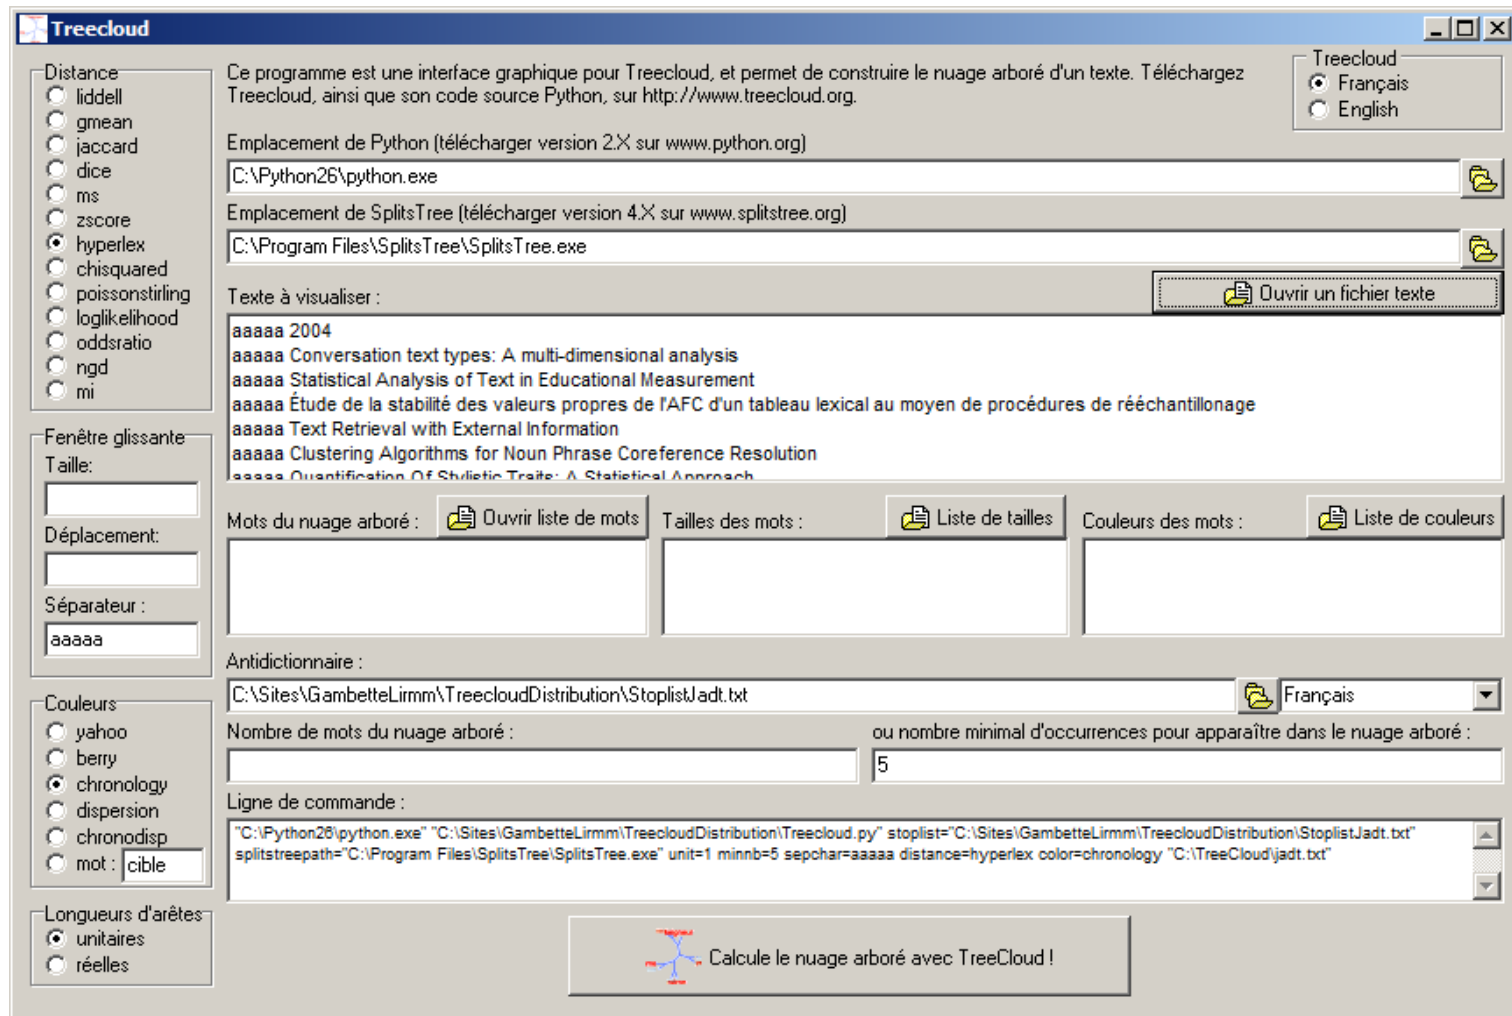 Treecloud
Distance
liddell
gmean
jaccard
dice
ms
zscore
hyperlex
chisquared
poissonstirling
loglikelihood
oddsratio
ngd
mi
Fenêtre glissante
Taille:
Déplacement:
Séparateur :
aaaaa
Couleurs
yahoo
berry
chronology
dispersion
chronodisp
mot : cible
Longueurs d'arêtes
unitaires
réelles
Ce programme est une interface graphique pour Treecloud, et permet de construire le nuage arboré d'un texte. Téléchargez
Treecloud, ainsi que son code source Python, sur http://www.treecloud.org.
Treecloud
Français
English
Emplacement de Python (télécharger version 2.X sur www.python.org)
C:\Python26\python.exe
Emplacement de SplitsTree (télécharger version 4.X sur www.splitstree.org)
C:\Program Files\SplitsTree\SplitsTree.exe
Texte à visualiser :
Ouvrir un fichier texte
aaaaa 2004
aaaaa Conversation text types: A multi-dimensional analysis
aaaaa Statistical Analysis of Text in Educational Measurement
aaaaa Étude de la stabilité des valeurs propres de l'AFC d'un tableau lexical au moyen de procédures de rééchantillonage
aaaaa Text Retrieval with External Information
aaaaa Clustering Algorithms for Noun Phrase Coreference Resolution
aaaaa Quantification Of Stylistic Traits: A Statistical Approach
Mots du nuage arboré :
Ouvrir liste de mots
Tailles des mots :
Liste de tailles
Couleurs des mots :
Liste de couleurs
Antidictionnaire :
C:\Sites\GambetteLirmm\TreecloudDistribution\StoplistJadt.txt
Français
Nombre de mots du nuage arboré :
ou nombre minimal d'occurrences pour apparaître dans le nuage arboré :
5
Ligne de commande :
"C:\Python26\python.exe" "C:\Sites\GambetteLirmm\TreecloudDistribution\Treecloud.py" stoplist="C:\Sites\GambetteLirmm\TreecloudDistribution\StoplistJadt.txt"
splitstreepath="C:\Program Files\SplitsTree\SplitsTree.exe" unit=1 minnb=5 sepchar=aaaaa distance=hyperlex color=chronology "C:\TreeCloud\jadt.txt"
Calcule le nuage arboré avec TreeCloud !